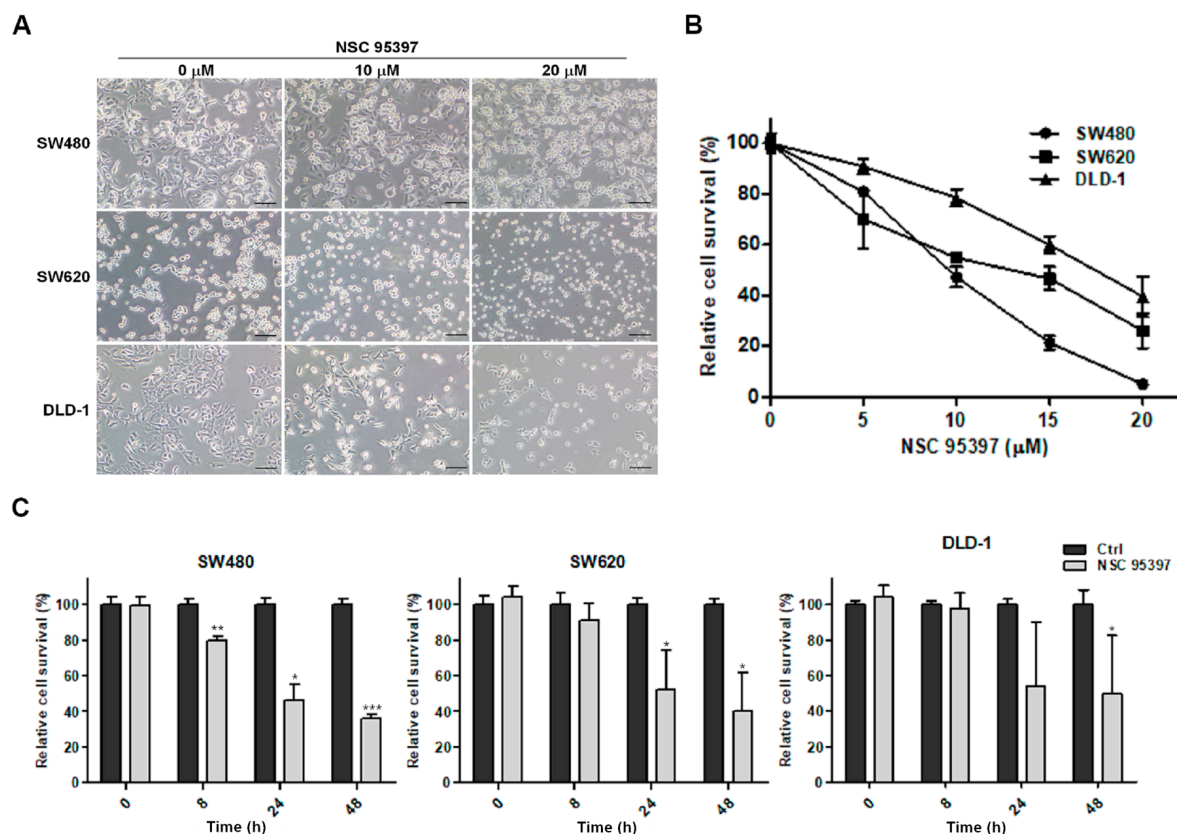 A
NSC 95397
0 μM 10 μM 20 μM
SW480
SW620
DLD-1
B
Relative cell survival (%)
100
80
60
40
20
0
0 5 10 15 20
NSC 95397 (μM)
SW480
SW620
DLD-1
C
SW480
Relative cell survival (%)
100
80
60
40
20
0
**
*
***
0 8 24 48
Time (h)
SW620
Relative cell survival (%)
100
80
60
40
20
0
*
*
0 8 24 48
Time (h)
DLD-1
Ctrl
NSC 95397
Relative cell survival (%)
100
80
60
40
20
0
*
0 8 24 48
Time (h)